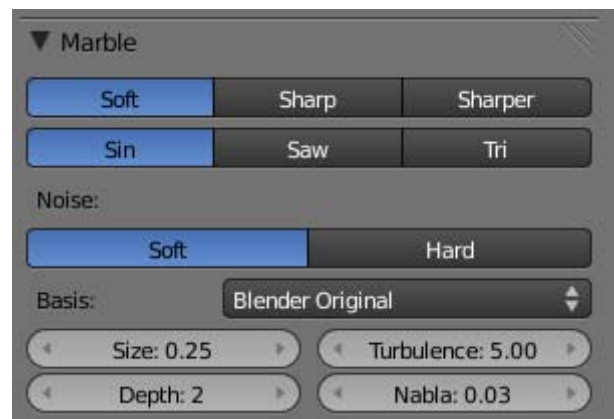 Marble
Soft Sharp Sharper
Sin Saw Tri
Noise:
Soft Hard
Basis: Blender Original
Size: 0.25 Turbulence: 5.00
Depth: 2 Nabla: 0.03